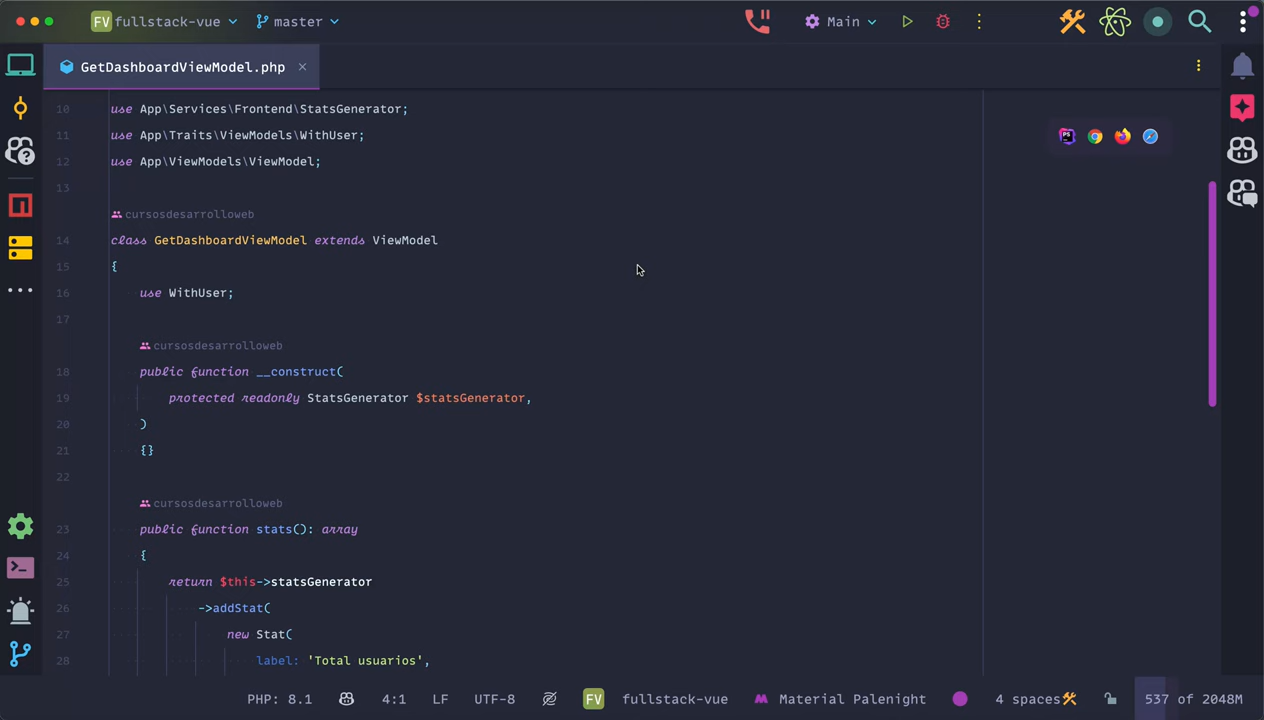 FV fullstack-vue master Main
GetDashboardViewModel.php
10 use App\Services\Frontend\StatsGenerator;
11 use App\Traits\ViewModels\WithUser;
12 use App\ViewModels\ViewModel;
13
cursosdesarrolloweb
14 class GetDashboardViewModel extends ViewModel
15 {
16 use WithUser;
17
cursosdesarrolloweb
18 public function __construct(
19 protected readonly StatsGenerator $statsGenerator,
20 )
21 {}
22
cursosdesarrolloweb
23 public function stats(): array
24 {
25 return $this->statsGenerator
26 ->addStat(
27 new Stat(
28 label: 'Total usuarios',
PHP: 8.1 4:1 LF UTF-8 FV fullstack-vue Material Palenight 4 spaces 537 of 2048M